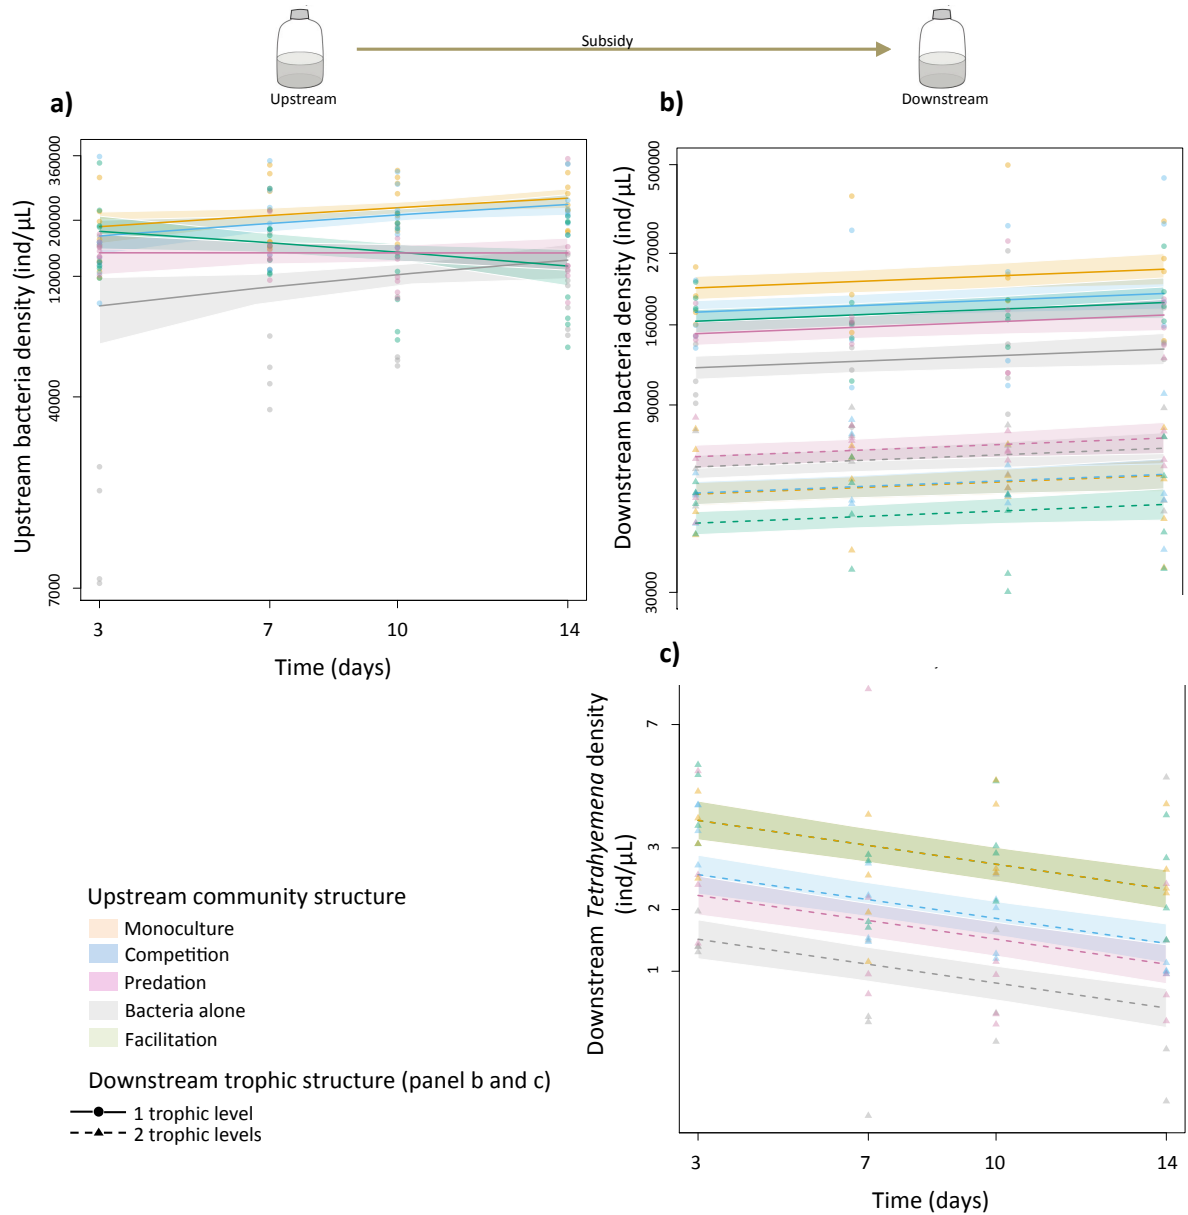 Subsidy
Upstream
Downstream
a)
b)
Upstream bacteria density (ind/µL)
360000
200000
120000
40000
7000
3
7
10
14
Time (days)
Downstream bacteria density (ind/µL)
500000
270000
160000
90000
30000
c)
Downstream Tetrahyemena density
(ind/µL)
7
3
2
1
3
7
10
14
Time (days)
Upstream community structure
Monoculture
Competition
Predation
Bacteria alone
Facilitation
Downstream trophic structure (panel b and c)
1 trophic level
2 trophic levels